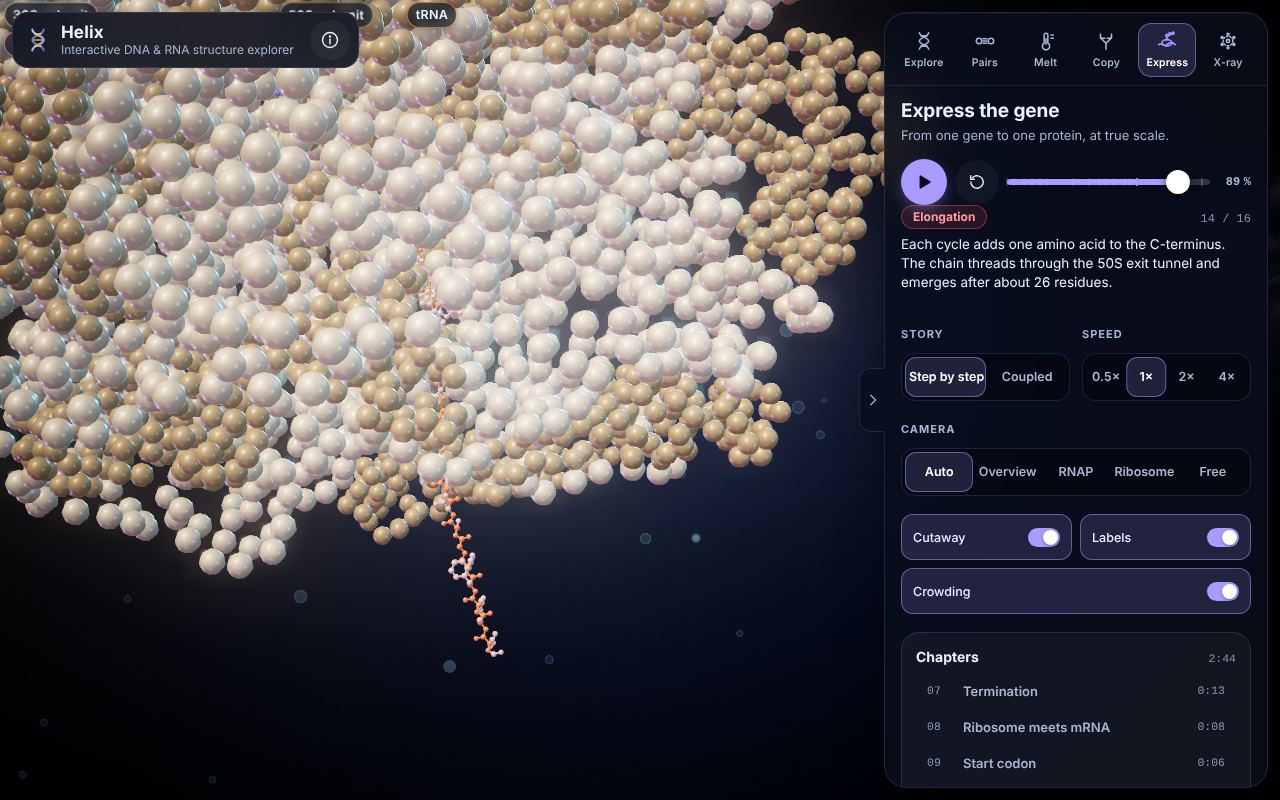 tRNA
Helix
Interactive DNA & RNA structure explorer
Explore
Pairs
Melt
Copy
Express
X-ray
Express the gene
From one gene to one protein, at true scale.
89 %
Elongation
14 / 16
Each cycle adds one amino acid to the C-terminus.
The chain threads through the 50S exit tunnel and
emerges after about 26 residues.
STORY
SPEED
Step by step
Coupled
0.5×
1×
2×
4×
CAMERA
Auto
Overview
RNAP
Ribosome
Free
Cutaway
Labels
Crowding
Chapters
2:44
07 Termination 0:13
08 Ribosome meets mRNA 0:08
09 Start codon 0:06